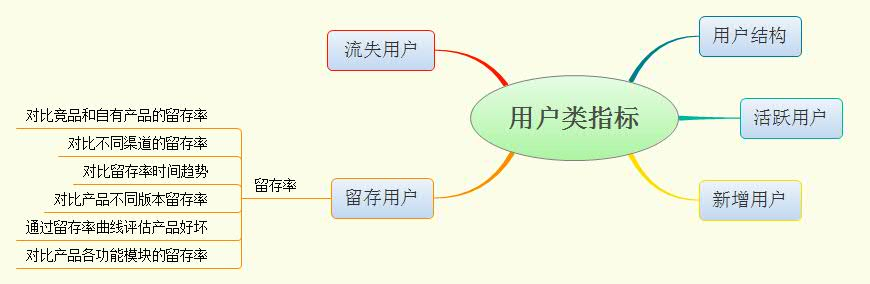 用户类指标
用户结构
活跃用户
新增用户
流失用户
留存用户
留存率
对比竞品和自有产品的留存率
对比不同渠道的留存率
对比留存率时间趋势
对比产品不同版本留存率
通过留存率曲线评估产品好坏
对比产品各功能模块的留存率